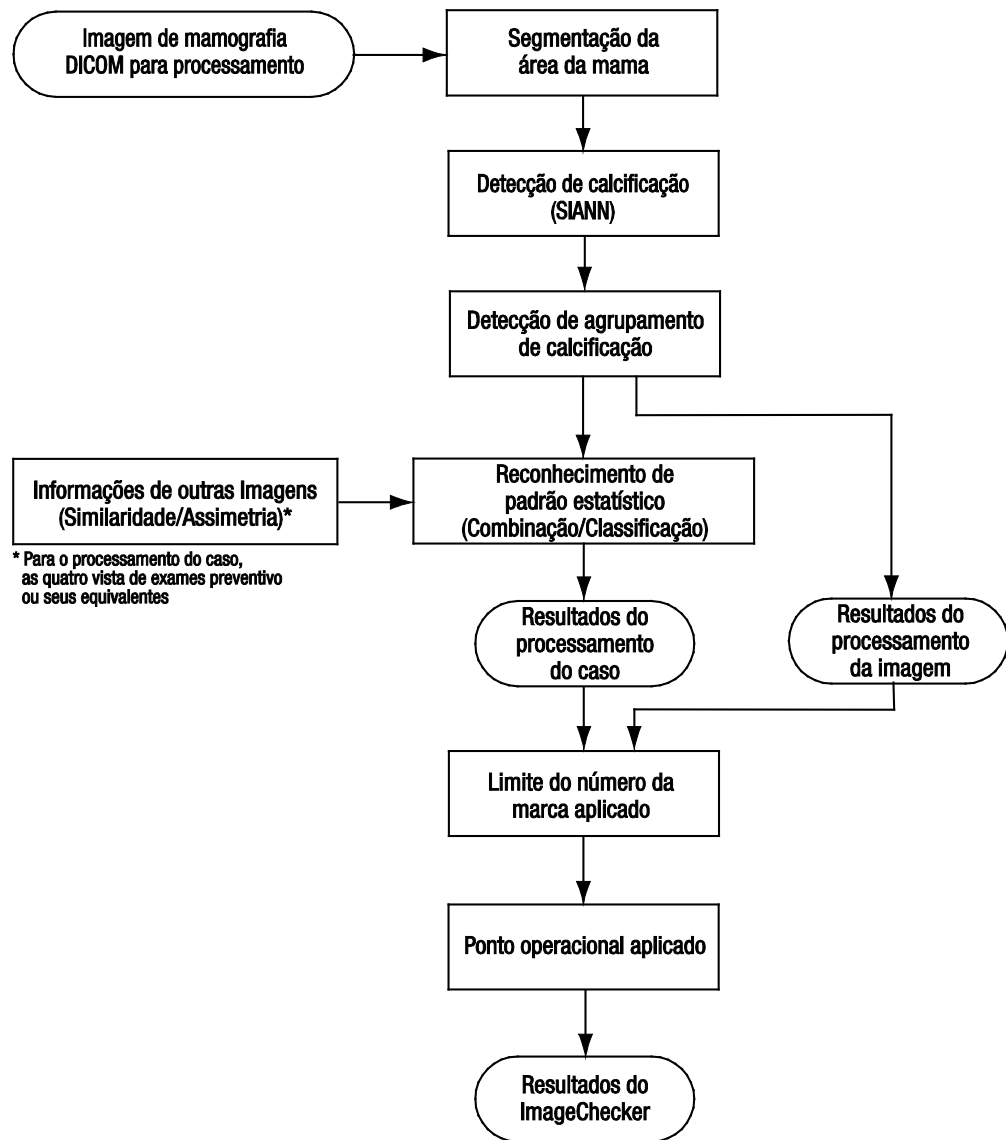 Imagem de mamografia
DICOM para processamento
Segmentação da
área da mama
Detecção de calcificação
(SIANN)
Detecção de agrupamento
de calcificação
Informações de outras Imagens
(Similaridade/Assimetria)*
* Para o processamento do caso,
as quatro vista de exames preventivo
ou seus equivalentes
Reconhecimento de
padrão estatístico
(Combinação/Classificação)
Resultados do
processamento
do caso
Resultados do
processamento
da imagem
Limite do número da
marca aplicado
Ponto operacional aplicado
Resultados do
ImageChecker